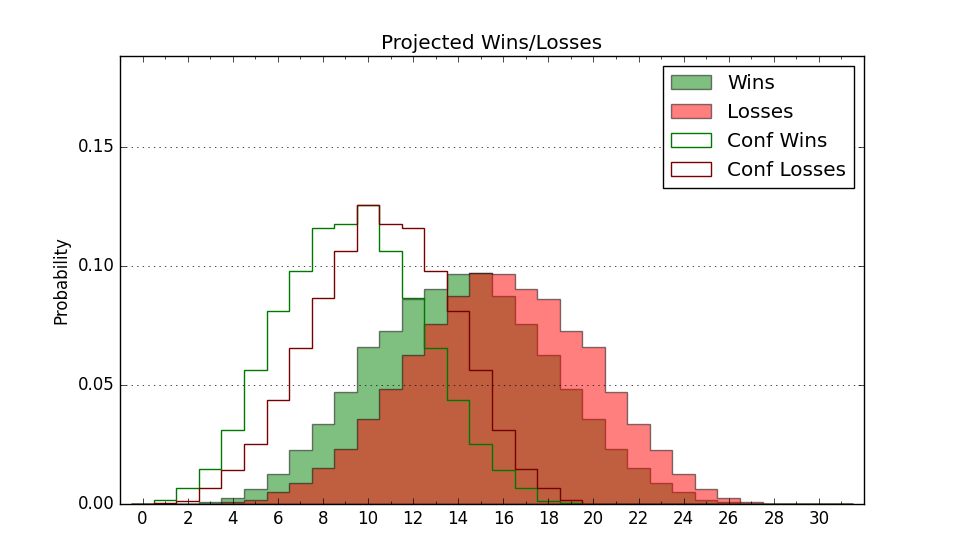 Projected Wins/Losses
Wins
Losses
Conf Wins
Conf Losses
Probability
0.15
0.10
0.05
0.00
0 2 4 6 8 10 12 14 16 18 20 22 24 26 28 30